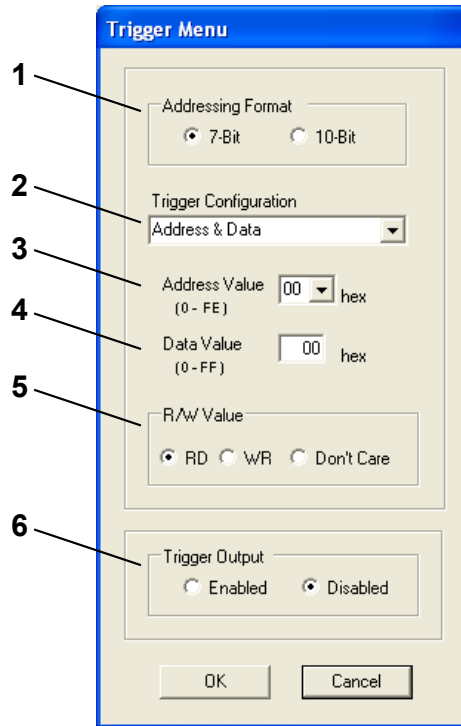 Trigger Menu
1
Addressing Format
7-Bit 10-Bit
2
Trigger Configuration
Address & Data
3
Address Value 00 hex
(0 - FE)
4
Data Value 00 hex
(0 - FF)
5
R/W Value
RD WR Don't Care
6
Trigger Output
Enabled Disabled
OK Cancel